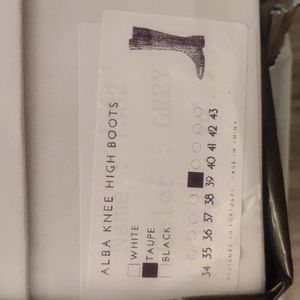 ALBA KNEE HIGH BOOTS
WHITE
TAUPE
BLACK
34 35 36 37 38 39 40 41 42 43
DESIGNED IN PORTUGAL MADE IN CHINA
GREY